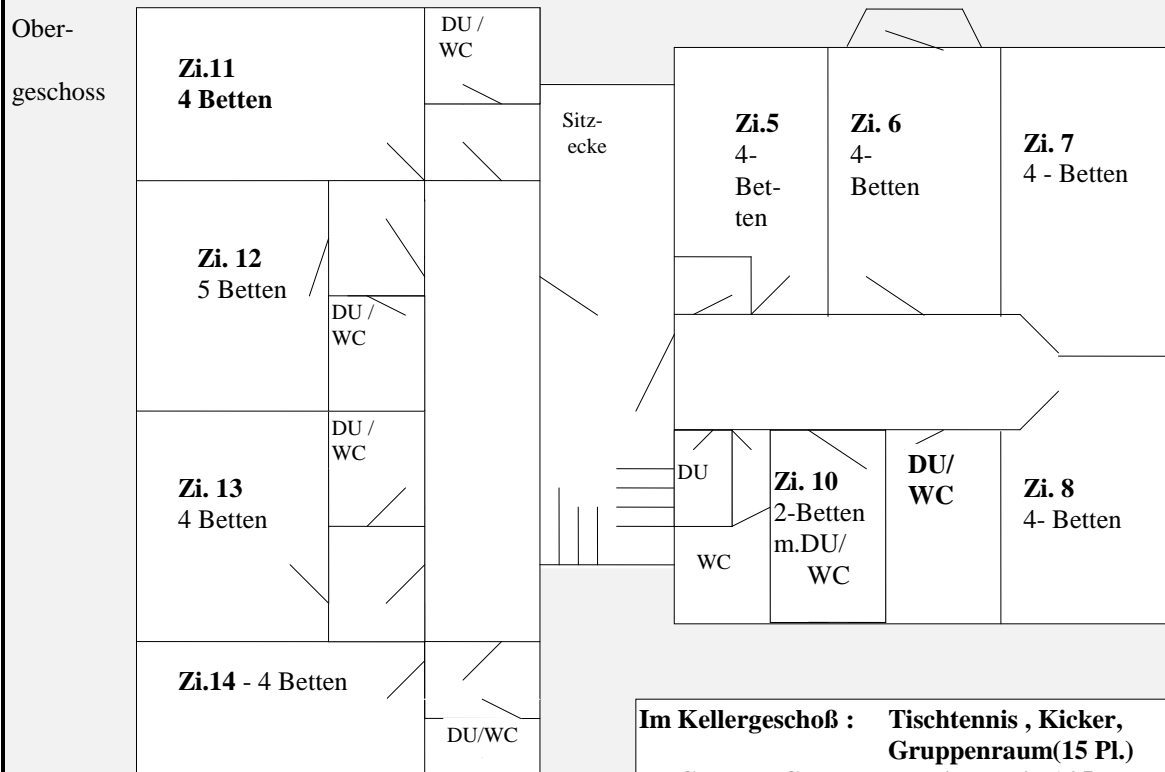 Ober-
geschoss
Zi.11
4 Betten
DU /
WC
Sitz-
ecke
Zi.5
4-
Bet-
ten
Zi. 6
4-
Betten
Zi. 7
4 - Betten
Zi. 12
5 Betten
DU /
WC
DU /
WC
Zi. 13
4 Betten
DU
WC
Zi. 10
2-Betten
m.DU/
WC
DU/
WC
Zi. 8
4- Betten
Zi.14 - 4 Betten
DU/WC
Im Kellergeschoß : Tischtennis , Kicker,
Gruppenraum(15 Pl.)